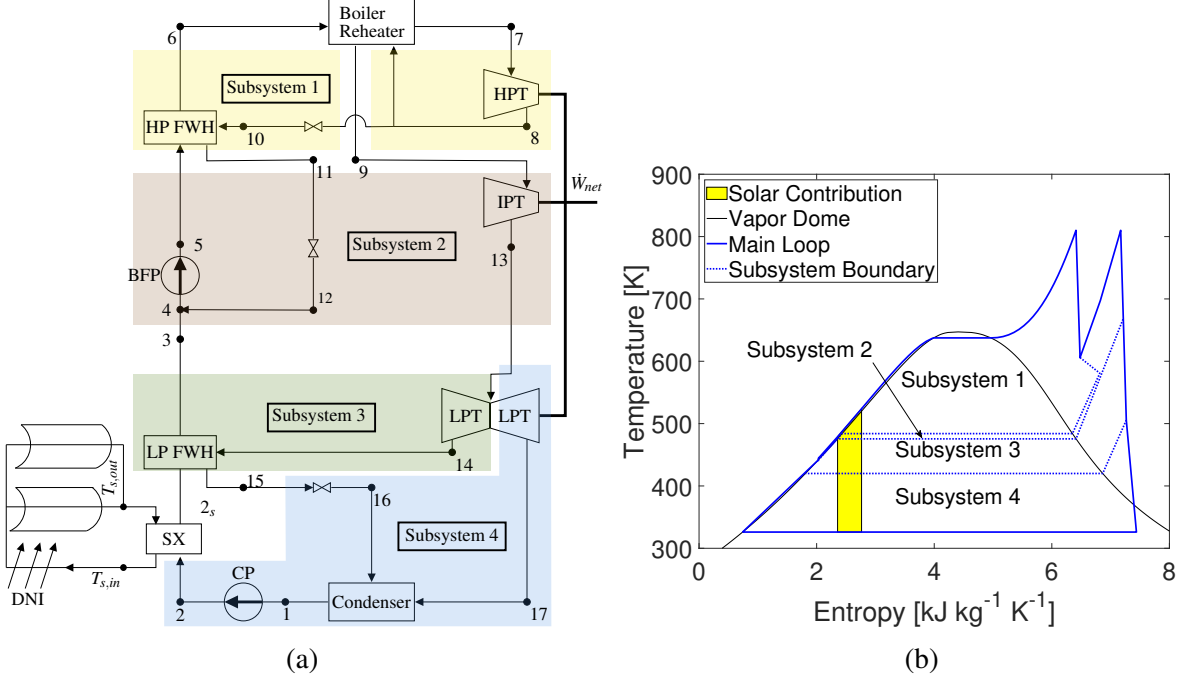 Boiler
Reheater
6
7
Subsystem 1
HPT
HP FWH
10
8
11
9
Ẇnet
IPT
5
Subsystem 2
13
BFP
4
12
3
Subsystem 3
LPT
LPT
LP FWH
14
Ts,out
15
2s
16
SX
Subsystem 4
Ts,in
CP
DNI
2
1
Condenser
17
(a)
900
800
700
600
500
400
300
Temperature [K]
Solar Contribution
Vapor Dome
Main Loop
Subsystem Boundary
Subsystem 2
Subsystem 1
Subsystem 3
Subsystem 4
0
2
4
6
8
Entropy [kJ kg⁻¹ K⁻¹]
(b)